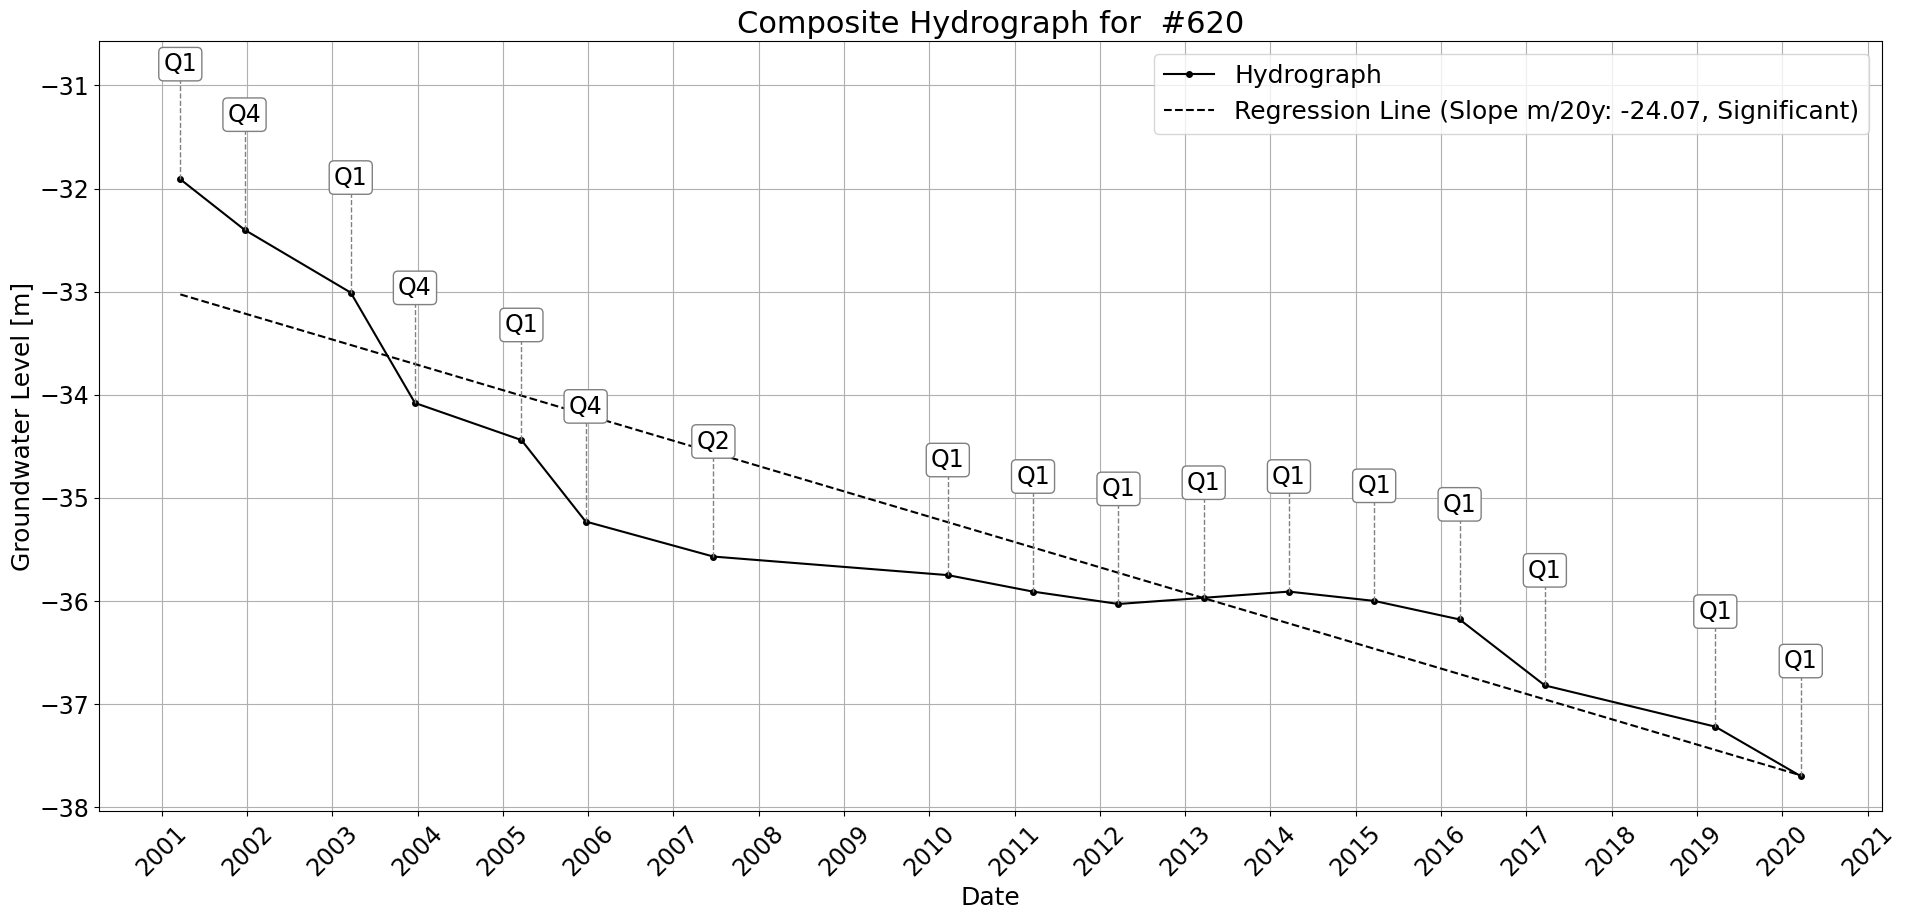 Composite Hydrograph for  #620
Hydrograph
Regression Line (Slope m/20y: -24.07, Significant)
Q1
Q4
Q1
Q4
Q1
Q4
Q2
Q1
Q1
Q1
Q1
Q1
Q1
Q1
Q1
Q1
Q1
Groundwater Level [m]
−31
−32
−33
−34
−35
−36
−37
−38
2001
2002
2003
2004
2005
2006
2007
2008
2009
2010
2011
2012
2013
2014
2015
2016
2017
2018
2019
2020
2021
Date